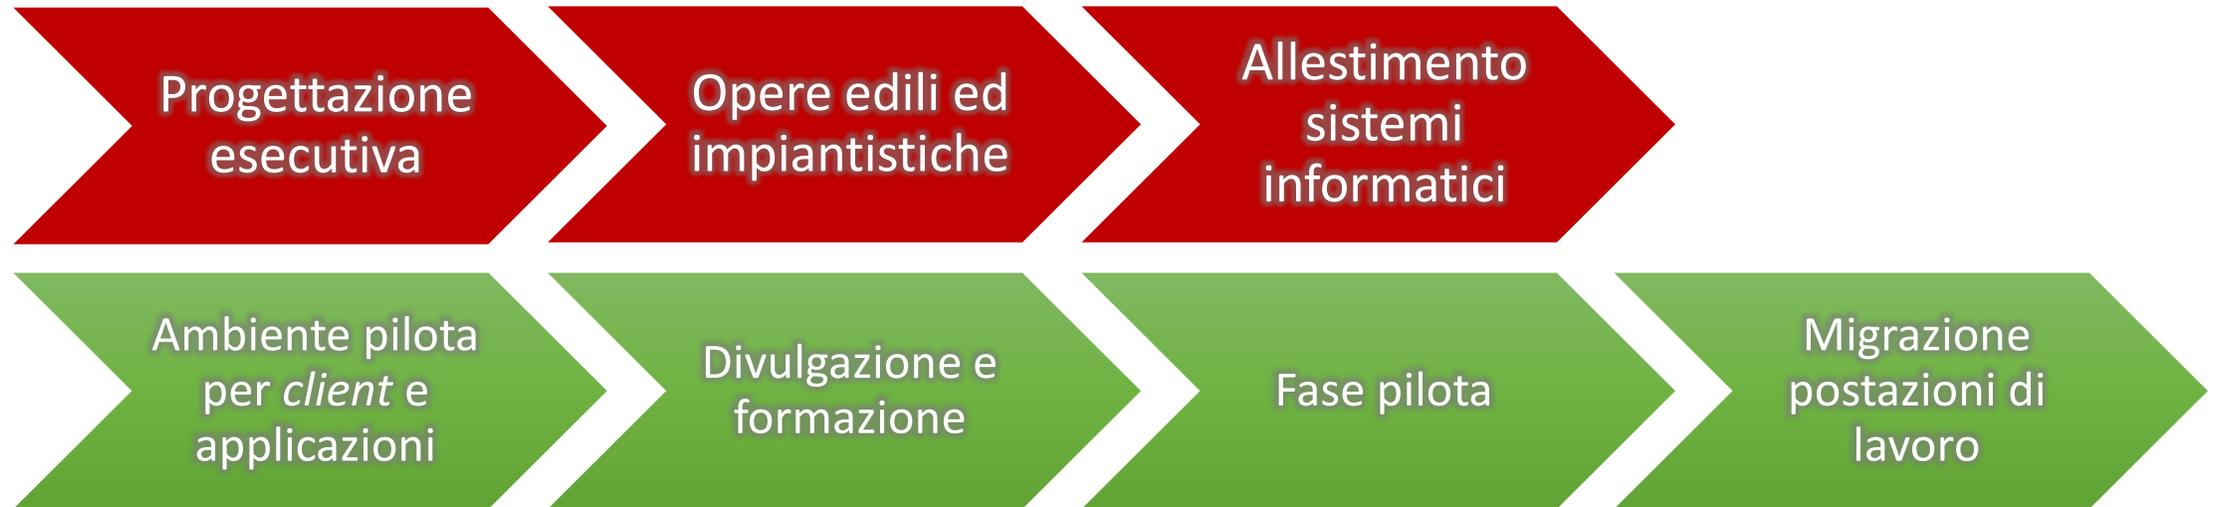 Progettazione
esecutiva
Opere edili ed
impiantistiche
Allestimento
sistemi
informatici
Ambiente pilota
per client e
applicazioni
Divulgazione e
formazione
Fase pilota
Migrazione
postazioni di
lavoro